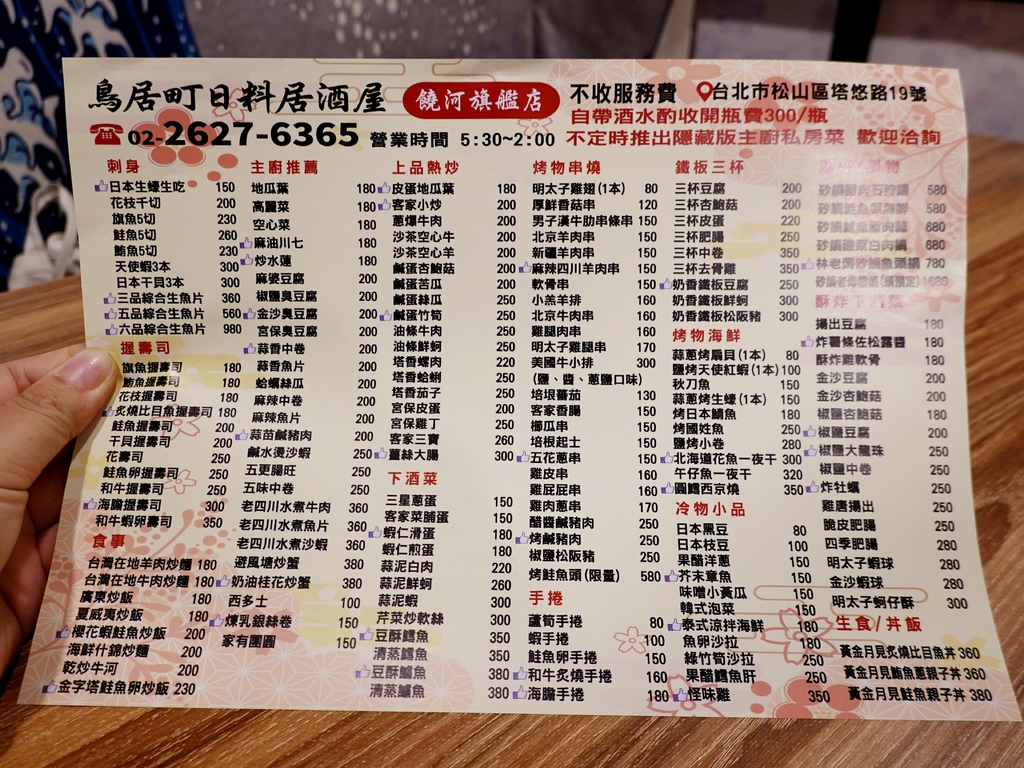 鳥居町日料居酒屋 饒河旗艦店 不收服務費 台北市松山區塔悠路19號
自帶酒水酌收開瓶費300/瓶
02-2627-6365 營業時間 5:30~2:00 不定時推出隱藏版主廚私房菜 歡迎洽詢
刺身
日本生蠔生吃 150
花枝千切 200
旗魚5切 230
鮭魚5切 260
鮪魚5切 230
天使蝦3本 300
日本干貝3本 300
三品綜合生魚片 360
五品綜合生魚片 560
六品綜合生魚片 980
握壽司
旗魚握壽司 180
鮪魚握壽司 180
花枝握壽司 180
炙燒比目魚握壽司 180
鮭魚握壽司 200
干貝握壽司 250
花壽司 250
鮭魚卵握壽司 250
和牛握壽司 250
海膽握壽司 300
和牛蝦卵壽司 350
食事
台灣在地羊肉炒麵 180
台灣在地牛肉炒麵 180
廣東炒飯 180
夏威夷炒飯 180
櫻花蝦鮭魚炒飯 200
海鮮什錦炒麵 200
乾炒牛河 200
金字塔鮭魚卵炒飯 230
主廚推薦
地瓜葉 180
高麗菜 180
空心菜 180
麻油川七 180
炒水蓮 180
麻婆豆腐 200
椒鹽臭豆腐 200
金沙臭豆腐 200
宮保臭豆腐 200
蒜香中卷 200
蒜香魚片 200
蛤蠣絲瓜 200
麻辣中卷 200
麻辣魚片 200
蒜苗鹹豬肉 200
鹹水燙沙蝦 250
五更腸旺 250
五味中卷 250
老四川水煮牛肉 360
老四川水煮魚片 360
老四川水煮沙蝦 360
避風塘炒蟹 380
奶油桂花炒蟹 380
西多士 100
煉乳銀絲卷 150
家有團圓 150
上品熱炒
皮蛋地瓜葉 180
客家小炒 200
蔥爆牛肉 200
沙茶空心牛 200
沙茶空心羊 200
鹹蛋杏鮑菇 200
鹹蛋苦瓜 200
鹹蛋絲瓜 250
鹹蛋竹筍 250
油條牛肉 250
油條鮮蚵 250
塔香螺肉 220
塔香蛤蜊 250
塔香茄子 250
宮保皮蛋 200
宮保雞丁 250
客家三寶 260
薑絲大腸 300
下酒菜
三星蔥蛋 150
客家菜脯蛋 150
蝦仁滑蛋 180
蝦仁煎蛋 180
蒜泥白肉 220
蒜泥鮮蚵 260
蒜泥蝦 300
芹菜炒軟絲 300
豆酥鱈魚 350
清蒸鱈魚 350
豆酥鱸魚 380
清蒸鱸魚 380
烤物串燒
明太子雞翅(1本) 80
厚鮮香菇串 120
男子漢牛肋串條串 150
北京羊肉串 150
新疆羊肉串 150
麻辣四川羊肉串 150
軟骨串 150
小羔羊排 160
北京牛肉串 160
雞腿肉串 160
明太子雞腿串 170
美國牛小排 300
(鹽、醬、蔥鹽口味)
培根蕃茄 130
客家香腸 150
櫛瓜串 150
培根起士 150
五花蔥串 150
雞皮串 160
雞屁屁串 160
雞肉蔥串 170
醋醬鹹豬肉 250
烤鹹豬肉 250
椒鹽松阪豬 250
烤鮭魚頭(限量) 580
手捲
蘆筍手捲 80
蝦手捲 100
鮭魚卵手捲 150
和牛炙燒手捲 160
海膽手捲 180
鐵板三杯
三杯豆腐 200
三杯杏鮑菇 200
三杯皮蛋 220
三杯肥腸 250
三杯中卷 350
三杯去骨雞 350
奶香鐵板豆腐 250
奶香鐵板鮮蚵 300
奶香鐵板松阪豬 300
烤物海鮮
蒜蔥烤扇貝(1本) 80
鹽烤天使紅蝦(1本) 100
秋刀魚 150
蒜蔥烤生蠔(1本) 150
烤日本鯖魚 180
烤國姓魚 250
鹽烤小卷 280
北海道花魚一夜干 300
午仔魚一夜干 320
圓鱈西京燒 350
冷物小品
日本黑豆 80
日本枝豆 100
果醋洋蔥 150
芥末章魚 150
味噌小黃瓜 150
韓式泡菜 150
泰式涼拌海鮮 180
魚卵沙拉 180
綠竹筍沙拉 250
果醋鱈魚肝 250
怪味雞 350
580
580
680
680
林老闆砂鍋魚頭鍋 780
1680
酥炸下酒菜
揚出豆腐 180
炸薯條佐松露醬 180
酥炸雞軟骨 180
金沙豆腐 200
金沙杏鮑菇 200
椒鹽杏鮑菇 180
椒鹽豆腐 200
椒鹽大龍珠 250
椒鹽中卷 250
炸牡蠣 250
雞唐揚出 250
脆皮肥腸 250
四季肥腸 280
明太子蝦球 280
金沙蝦球 280
明太子蚵仔酥 300
生食/丼飯
黃金月見炙燒比目魚丼 360
黃金月見鮪魚蔥親子丼 360
黃金月見鮭魚親子丼 380